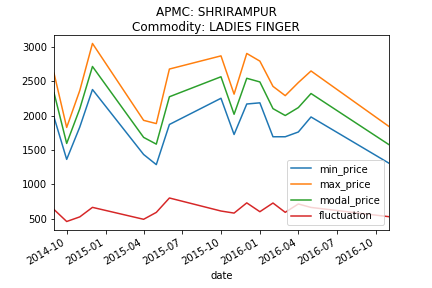 APMC: SHRIRAMPUR
Commodity: LADIES FINGER
3000
2500
2000
1500
1000
500
min_price
max_price
modal_price
fluctuation
2014-10
2015-01
2015-04
2015-07
2015-10
2016-01
2016-04
2016-07
2016-10
date